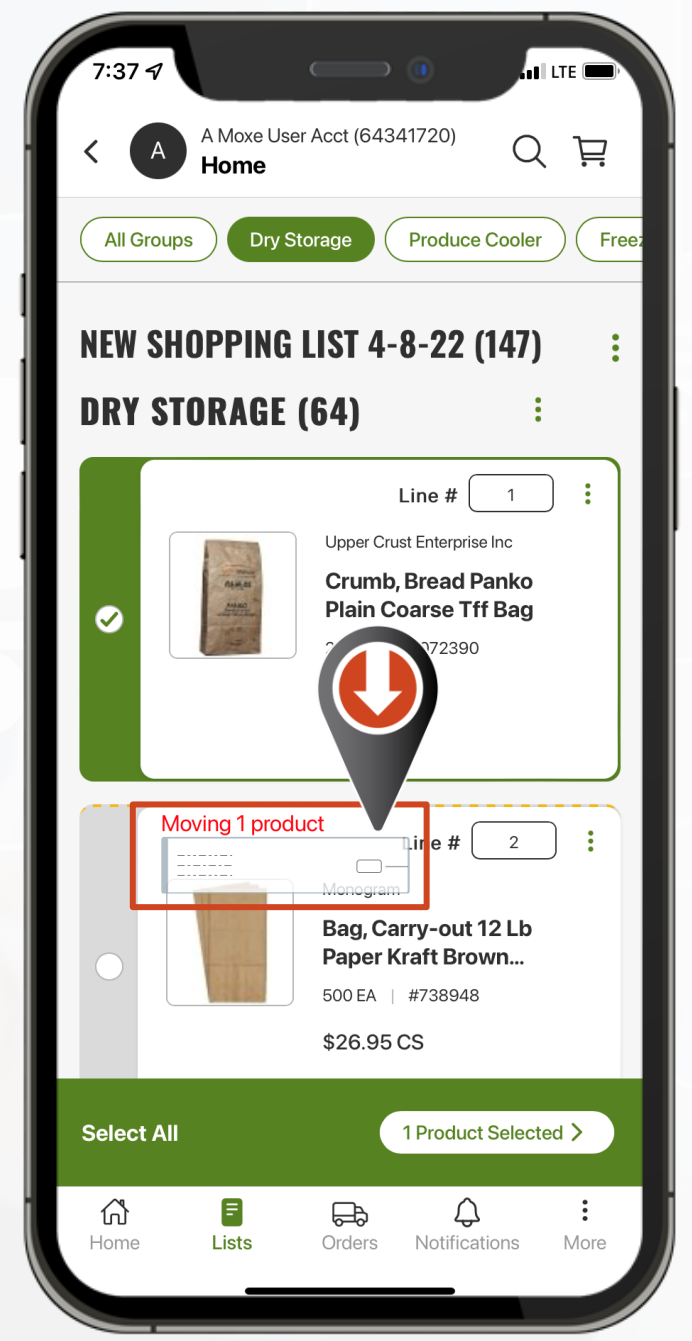 7:37
LTE
A
A Moxe User Acct (64341720)
Home
All Groups
Dry Storage
Produce Cooler
NEW SHOPPING LIST 4-8-22 (147)
DRY STORAGE (64)
Line # 1
Upper Crust Enterprise Inc
Crumb, Bread Panko
Plain Coarse Tff Bag
PANKO
072390
Moving 1 product
Line # 2
Monogram
Bag, Carry-out 12 Lb
Paper Kraft Brown...
500 EA | #738948
$26.95 CS
Select All
1 Product Selected
Home
Lists
Orders
Notifications
More